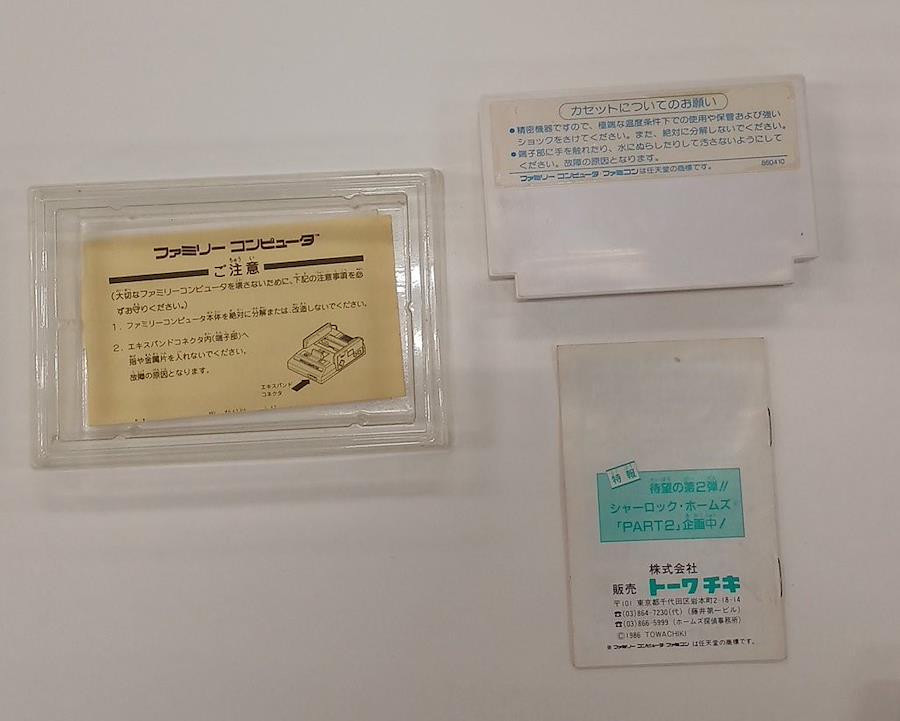 ファミリー コンピュータ™
ご注意
(大切なファミリーコンピュータを壊さないために、下記の注意事項を必
ずお守りください。)
1. ファミリーコンピュータ本体を絶対に分解または、改造しないでください。
2. エキスパンドコネクタ内(端子部)へ
指や金属片を入れないでください。
故障の原因となります。
エキスパンド
コネクタ
カセットについてのお願い
●精密機器ですので、極端な温度条件下での使用や保管および強い
ショックをさけてください。また、絶対に分解しないでください。
●端子部に手を触れたり、水にぬらしたりして汚さないようにして
ください。故障の原因となります。
ファミリー コンピュータ・ファミコンは任天堂の商標です。
860410
特報
待望の第2弾!!
シャーロック・ホームズ
「PART2」企画中!
株式会社
販売 トーワチキ
〒101 東京都千代田区岩本町2-18-14
☎(03)864-7230(代) (藤井第一ビル)
☎(03)866-5999 (ホームズ探偵事務所)
©1986 TOWACHIKI
※ファミリー コンピュータ ファミコン は任天堂の商標です。